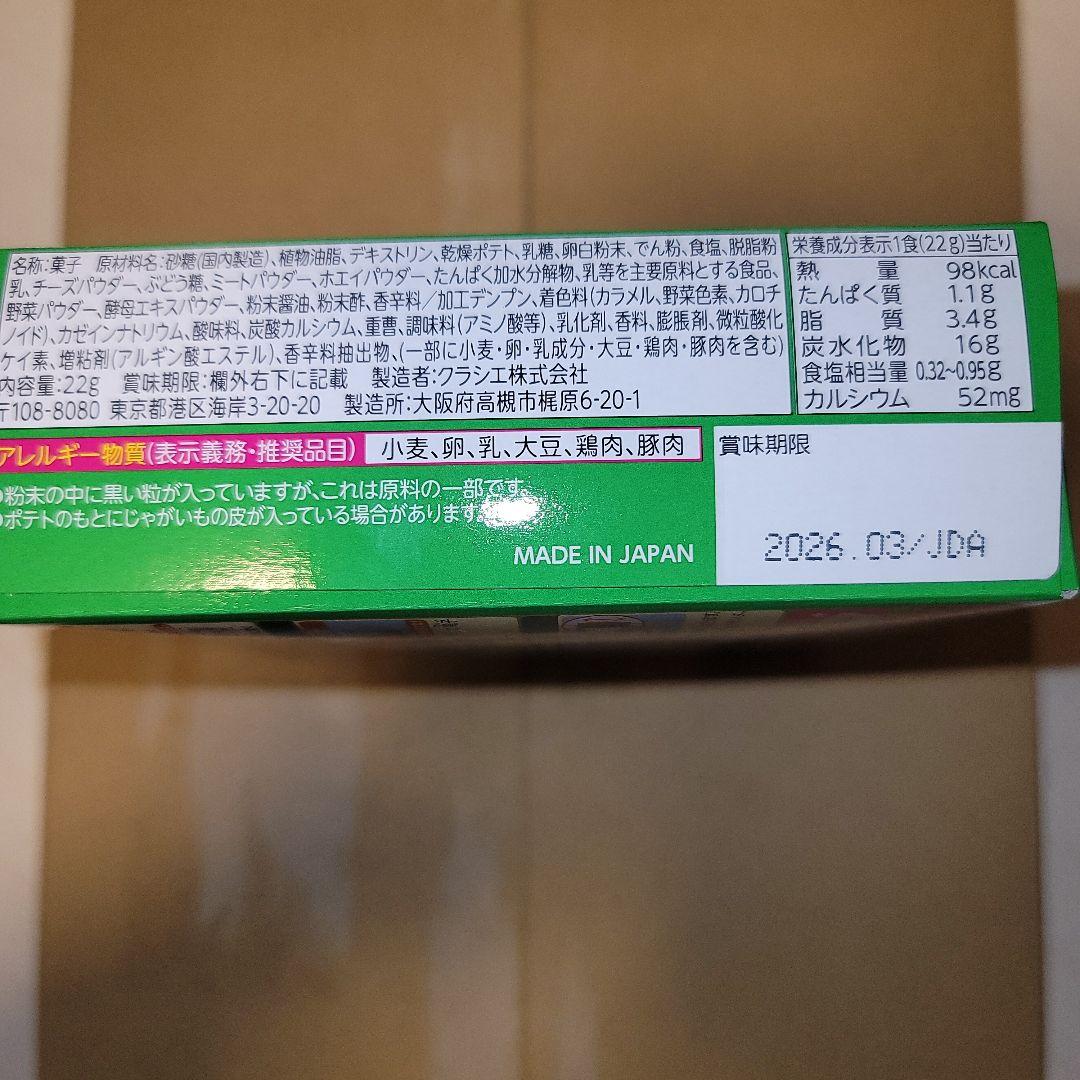 名称:菓子 原材料名:砂糖(国内製造)、植物油脂、デキストリン、乾燥ポテト、乳糖、卵白粉末、でん粉、食塩、脱脂粉
乳、チーズパウダー、ぶどう糖、ミートパウダー、ホエイパウダー、たんぱく加水分解物、乳等を主要原料とする食品、
野菜パウダー、酵母エキスパウダー、粉末醤油、粉末酢、香辛料/加工デンプン、着色料(カラメル、野菜色素、カロチ
ノイド)、カゼインナトリウム、酸味料、炭酸カルシウム、重曹、調味料(アミノ酸等)、乳化剤、香料、膨脹剤、微粒酸化
ケイ素、増粘剤(アルギン酸エステル)、香辛料抽出物、(一部に小麦・卵・乳成分・大豆・鶏肉・豚肉を含む)
内容量:22g 賞味期限:欄外右下に記載 製造者:クラシエ株式会社
〒108-8080 東京都港区海岸3-20-20 製造所:大阪府高槻市梶原6-20-1
栄養成分表示1食(22g)当たり
熱量 98kcal
たんぱく質 1.1g
脂質 3.4g
炭水化物 16g
食塩相当量 0.32~0.95g
カルシウム 52mg
アレルギー物質(表示義務・推奨品目) 小麦、卵、乳、大豆、鶏肉、豚肉
粉末の中に黒い粒が入っていますが、これは原料の一部です。
ポテトのもとにじゃがいもの皮が入っている場合があります。
MADE IN JAPAN
賞味期限
2026.03/JDA